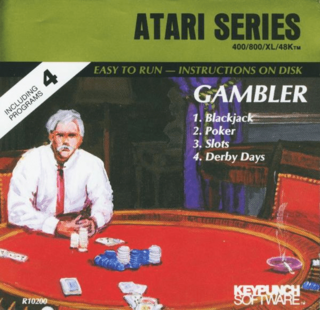 ATARI SERIES
400/800/XL/48K™
EASY TO RUN — INSTRUCTIONS ON DISK
INCLUDING 4
PROGRAMS
GAMBLER
1. Blackjack
2. Poker
3. Slots
4. Derby Days
R10200
KEYPUNCH
SOFTWARE™